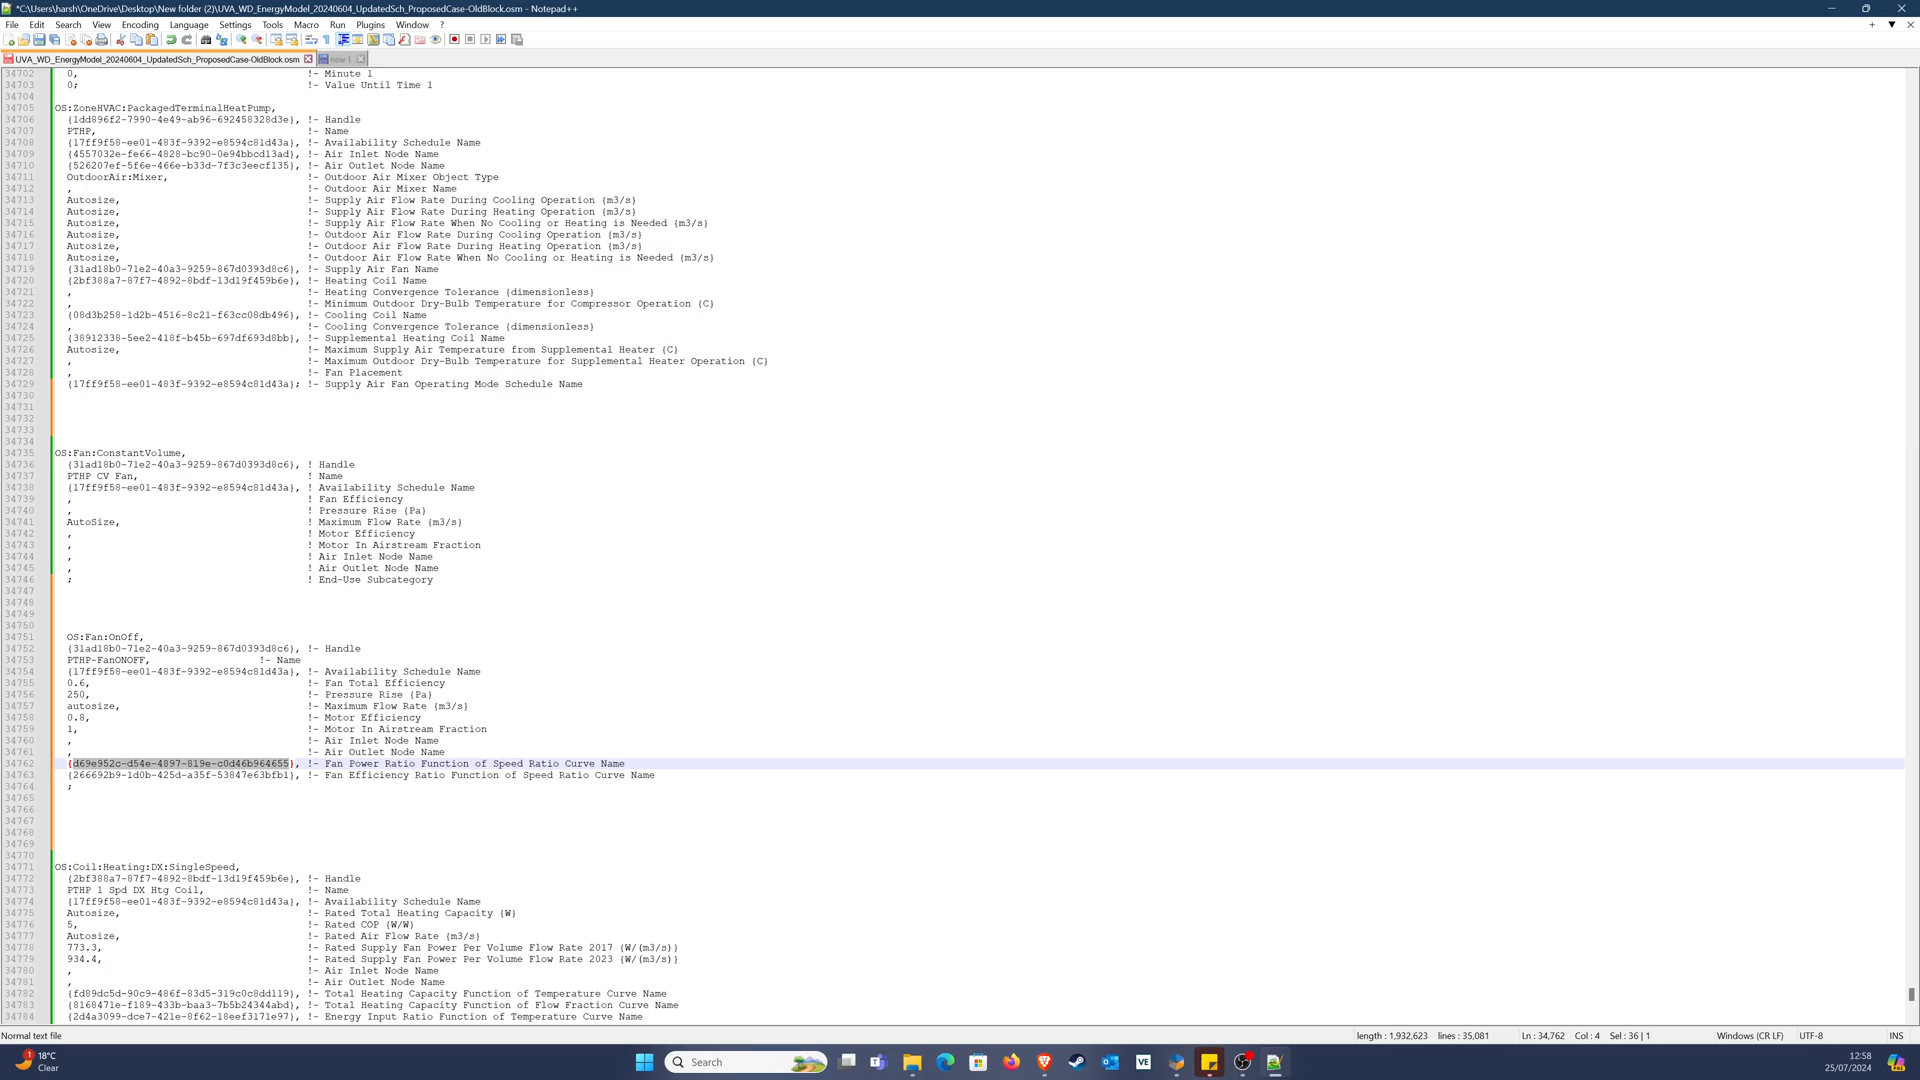 *C:\Users\harsh\OneDrive\Desktop\New folder (2)\UVA_WD_EnergyModel_20240604_UpdatedSch_ProposedCase-OldBlock.osm - Notepad++
File Edit Search View Encoding Language Settings Tools Macro Run Plugins Window ?
UVA_WD_EnergyModel_20240604_UpdatedSch_ProposedCase-OldBlock.osm now 1
34702 0, !- Minute 1
34703 0; !- Value Until Time 1
34704
34705 OS:ZoneHVAC:PackagedTerminalHeatPump,
34706 {1dd896f2-7990-4e49-ab96-692458328d3e}, !- Handle
34707 PTHP, !- Name
34708 {17ff9f58-ee01-483f-9392-e8594c81d43a}, !- Availability Schedule Name
34709 {4557032e-fe66-4828-bc90-0e94bbcd13ad}, !- Air Inlet Node Name
34710 {526207ef-5f6e-466e-b33d-7f3c3eecf135}, !- Air Outlet Node Name
34711 OutdoorAir:Mixer, !- Outdoor Air Mixer Object Type
34712 , !- Outdoor Air Mixer Name
34713 Autosize, !- Supply Air Flow Rate During Cooling Operation {m3/s}
34714 Autosize, !- Supply Air Flow Rate During Heating Operation {m3/s}
34715 Autosize, !- Supply Air Flow Rate When No Cooling or Heating is Needed {m3/s}
34716 Autosize, !- Outdoor Air Flow Rate During Cooling Operation {m3/s}
34717 Autosize, !- Outdoor Air Flow Rate During Heating Operation {m3/s}
34718 Autosize, !- Outdoor Air Flow Rate When No Cooling or Heating is Needed {m3/s}
34719 {31ad18b0-71e2-40a3-9259-867d0393d8c6}, !- Supply Air Fan Name
34720 {2bf388a7-87f7-4892-8bdf-13d19f459b6e}, !- Heating Coil Name
34721 , !- Heating Convergence Tolerance {dimensionless}
34722 , !- Minimum Outdoor Dry-Bulb Temperature for Compressor Operation {C}
34723 {08d3b258-1d2b-4516-8c21-f63cc08db496}, !- Cooling Coil Name
34724 , !- Cooling Convergence Tolerance {dimensionless}
34725 {38912338-5ee2-418f-b45b-697df693d8bb}, !- Supplemental Heating Coil Name
34726 Autosize, !- Maximum Supply Air Temperature from Supplemental Heater {C}
34727 , !- Maximum Outdoor Dry-Bulb Temperature for Supplemental Heater Operation {C}
34728 , !- Fan Placement
34729 {17ff9f58-ee01-483f-9392-e8594c81d43a}; !- Supply Air Fan Operating Mode Schedule Name
34730
34731
34732
34733
34734
34735 OS:Fan:ConstantVolume,
34736 {31ad18b0-71e2-40a3-9259-867d0393d8c6}, ! Handle
34737 PTHP CV Fan, ! Name
34738 {17ff9f58-ee01-483f-9392-e8594c81d43a}, ! Availability Schedule Name
34739 , ! Fan Efficiency
34740 , ! Pressure Rise {Pa}
34741 AutoSize, ! Maximum Flow Rate {m3/s}
34742 , ! Motor Efficiency
34743 , ! Motor In Airstream Fraction
34744 , ! Air Inlet Node Name
34745 , ! Air Outlet Node Name
34746 ; ! End-Use Subcategory
34747
34748
34749
34750
34751 OS:Fan:OnOff,
34752 {31ad18b0-71e2-40a3-9259-867d0393d8c6}, !- Handle
34753 PTHP-FanONOFF, !- Name
34754 {17ff9f58-ee01-483f-9392-e8594c81d43a}, !- Availability Schedule Name
34755 0.6, !- Fan Total Efficiency
34756 250, !- Pressure Rise {Pa}
34757 autosize, !- Maximum Flow Rate {m3/s}
34758 0.8, !- Motor Efficiency
34759 1, !- Motor In Airstream Fraction
34760 , !- Air Inlet Node Name
34761 , !- Air Outlet Node Name
34762 {d69e952c-d54e-4897-819e-c0d46b964655}, !- Fan Power Ratio Function of Speed Ratio Curve Name
34763 {266692b9-1d0b-425d-a35f-53847e63bfb1}, !- Fan Efficiency Ratio Function of Speed Ratio Curve Name
34764 ;
34765
34766
34767
34768
34769
34770
34771 OS:Coil:Heating:DX:SingleSpeed,
34772 {2bf388a7-87f7-4892-8bdf-13d19f459b6e}, !- Handle
34773 PTHP 1 Spd DX Htg Coil, !- Name
34774 {17ff9f58-ee01-483f-9392-e8594c81d43a}, !- Availability Schedule Name
34775 Autosize, !- Rated Total Heating Capacity {W}
34776 5, !- Rated COP {W/W}
34777 Autosize, !- Rated Air Flow Rate {m3/s}
34778 773.3, !- Rated Supply Fan Power Per Volume Flow Rate 2017 {W/(m3/s)}
34779 934.4, !- Rated Supply Fan Power Per Volume Flow Rate 2023 {W/(m3/s)}
34780 , !- Air Inlet Node Name
34781 , !- Air Outlet Node Name
34782 {fd89dc5d-90c9-486f-83d5-319c0c8dd119}, !- Total Heating Capacity Function of Temperature Curve Name
34783 {8168471e-f189-433b-baa3-7b5b24344abd}, !- Total Heating Capacity Function of Flow Fraction Curve Name
34784 {2d4a3099-dce7-421e-8f62-18eef3171e97}, !- Energy Input Ratio Function of Temperature Curve Name
Normal text file length : 1,932,623 lines : 35,081 Ln : 34,762 Col : 4 Sel : 36 | 1 Windows (CR LF) UTF-8 INS
1 18°C
Clear
Search
VE
12:58
25/07/2024
PRE